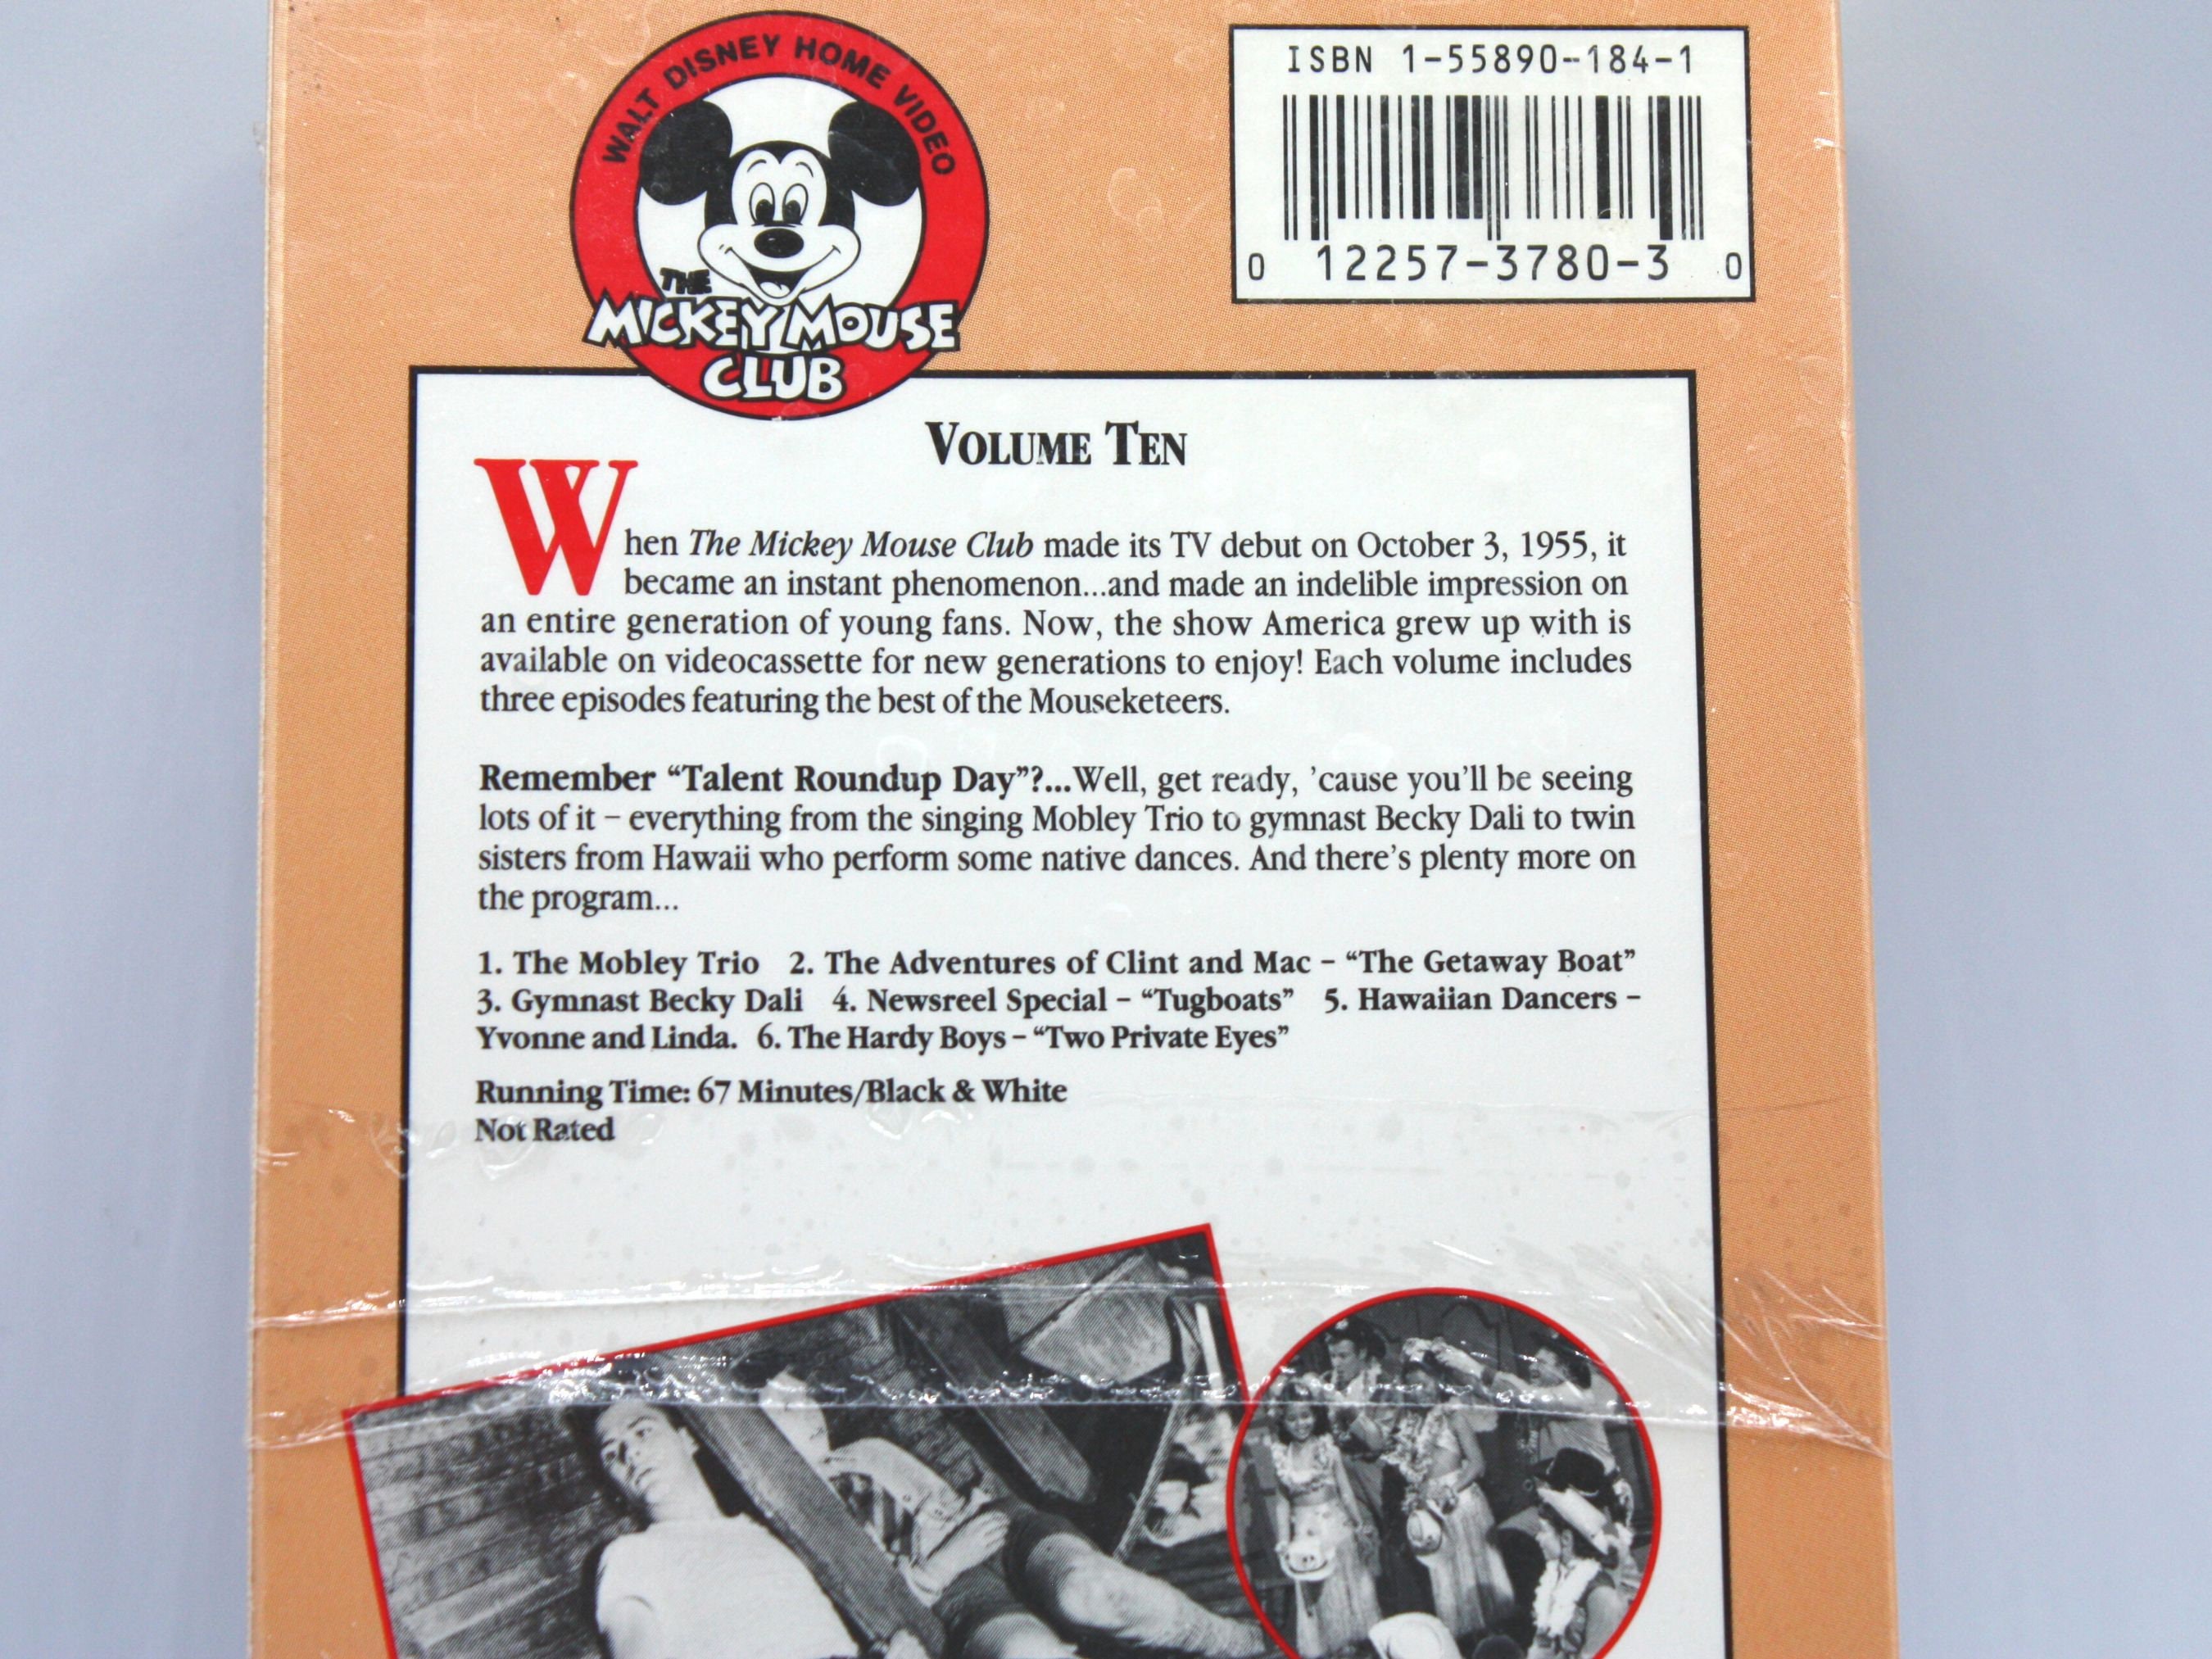 WALT DISNEY HOME VIDEO
THE
MICKEY MOUSE
CLUB
ISBN 1-55890-184-1
0 12257-3780-3 0
VOLUME TEN
When The Mickey Mouse Club made its TV debut on October 3, 1955, it
became an instant phenomenon...and made an indelible impression on
an entire generation of young fans. Now, the show America grew up with is
available on videocassette for new generations to enjoy! Each volume includes
three episodes featuring the best of the Mouseketeers.
Remember “Talent Roundup Day”?...Well, get ready, ’cause you’ll be seeing
lots of it – everything from the singing Mobley Trio to gymnast Becky Dali to twin
sisters from Hawaii who perform some native dances. And there’s plenty more on
the program...
1. The Mobley Trio 2. The Adventures of Clint and Mac – “The Getaway Boat”
3. Gymnast Becky Dali 4. Newsreel Special – “Tugboats” 5. Hawaiian Dancers –
Yvonne and Linda. 6. The Hardy Boys – “Two Private Eyes”
Running Time: 67 Minutes/Black & White
Not Rated